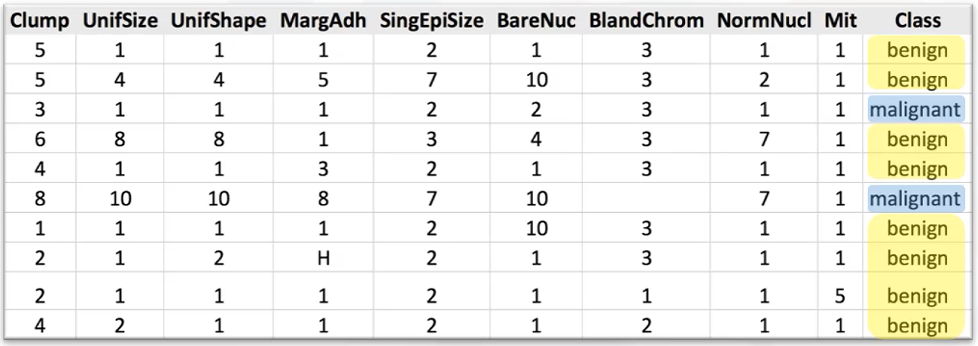 Clump UnifSize UnifShape MargAdh SingEpiSize BareNuc BlandChrom NormNucl Mit Class
5 1 1 1 2 1 3 1 1 benign
5 4 4 5 7 10 3 2 1 benign
3 1 1 1 2 2 3 1 1 malignant
6 8 8 1 3 4 3 7 1 benign
4 1 1 3 2 1 3 1 1 benign
8 10 10 8 7 10 7 1 malignant
1 1 1 1 2 10 3 1 1 benign
2 1 2 H 2 1 3 1 1 benign
2 1 1 1 2 1 1 1 5 benign
4 2 1 1 2 1 2 1 1 benign